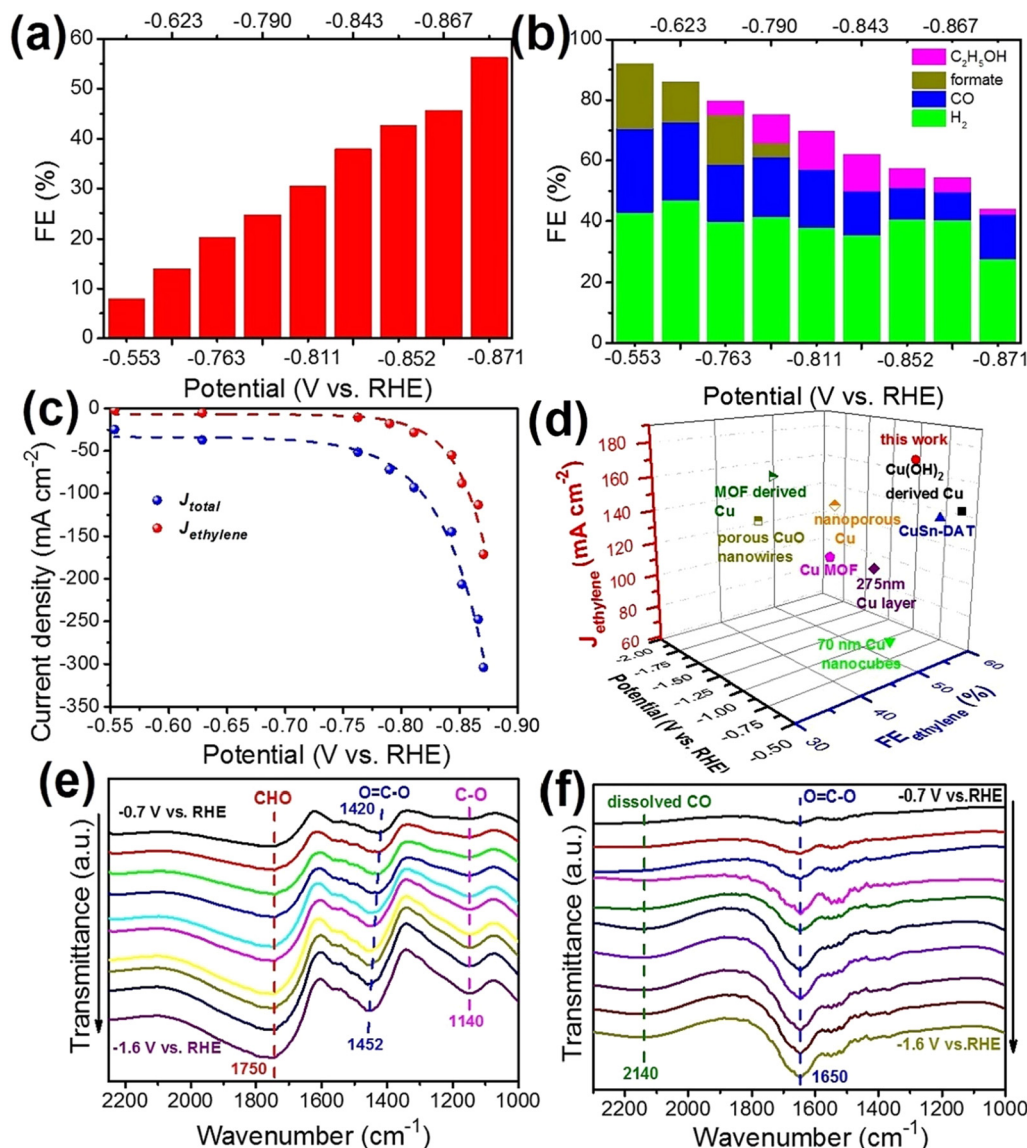 (a)
-0.623 -0.790 -0.843 -0.867
60
50
40
30
20
10
0
FE (%)
-0.553 -0.763 -0.811 -0.852 -0.871
Potential (V vs. RHE)
(b)
-0.623 -0.790 -0.843 -0.867
100
80
60
40
20
0
FE (%)
C₂H₅OH
formate
CO
H₂
-0.553 -0.763 -0.811 -0.852 -0.871
Potential (V vs. RHE)
(c)
0
-50
-100
-150
-200
-250
-300
-350
Current density (mA cm⁻²)
J_total
J_ethylene
-0.55 -0.60 -0.65 -0.70 -0.75 -0.80 -0.85 -0.90
Potential (V vs. RHE)
(d)
180
160
140
120
100
80
60
J_ethylene (mA cm⁻²)
this work
Cu(OH)₂
derived Cu
MOF derived
Cu
nanoporous
Cu
CuSn-DAT
porous CuO
nanowires
Cu MOF
275nm
Cu layer
70 nm Cu
nanocubes
-2.00
-1.75
-1.50
-1.25
-1.00
-0.75
-0.50
Potential (V vs. RHE)
30
40
50
60
FE_ethylene (%)
(e)
-0.7 V vs. RHE
CHO
1420
O=C-O
C-O
Transmittance (a.u.)
-1.6 V vs. RHE
1750
1452
1140
2200 2000 1800 1600 1400 1200 1000
Wavenumber (cm⁻¹)
(f)
dissolved CO
O=C-O
-0.7 V vs.RHE
Transmittance (a.u.)
-1.6 V vs.RHE
2140
1650
2200 2000 1800 1600 1400 1200 1000
Wavenumber (cm⁻¹)